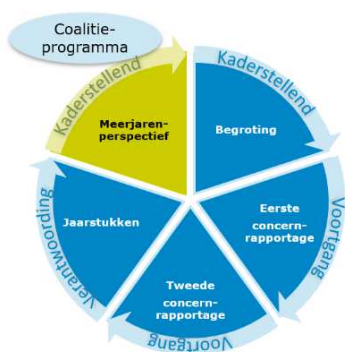 Coalitie-
programma
Kaderstellend
Meerjaren-
perspectief
Kaderstellend
Begroting
Voortgang
Eerste
concern-
rapportage
Voortgang
Tweede
concern-
rapportage
Verantwoording
Jaarstukken